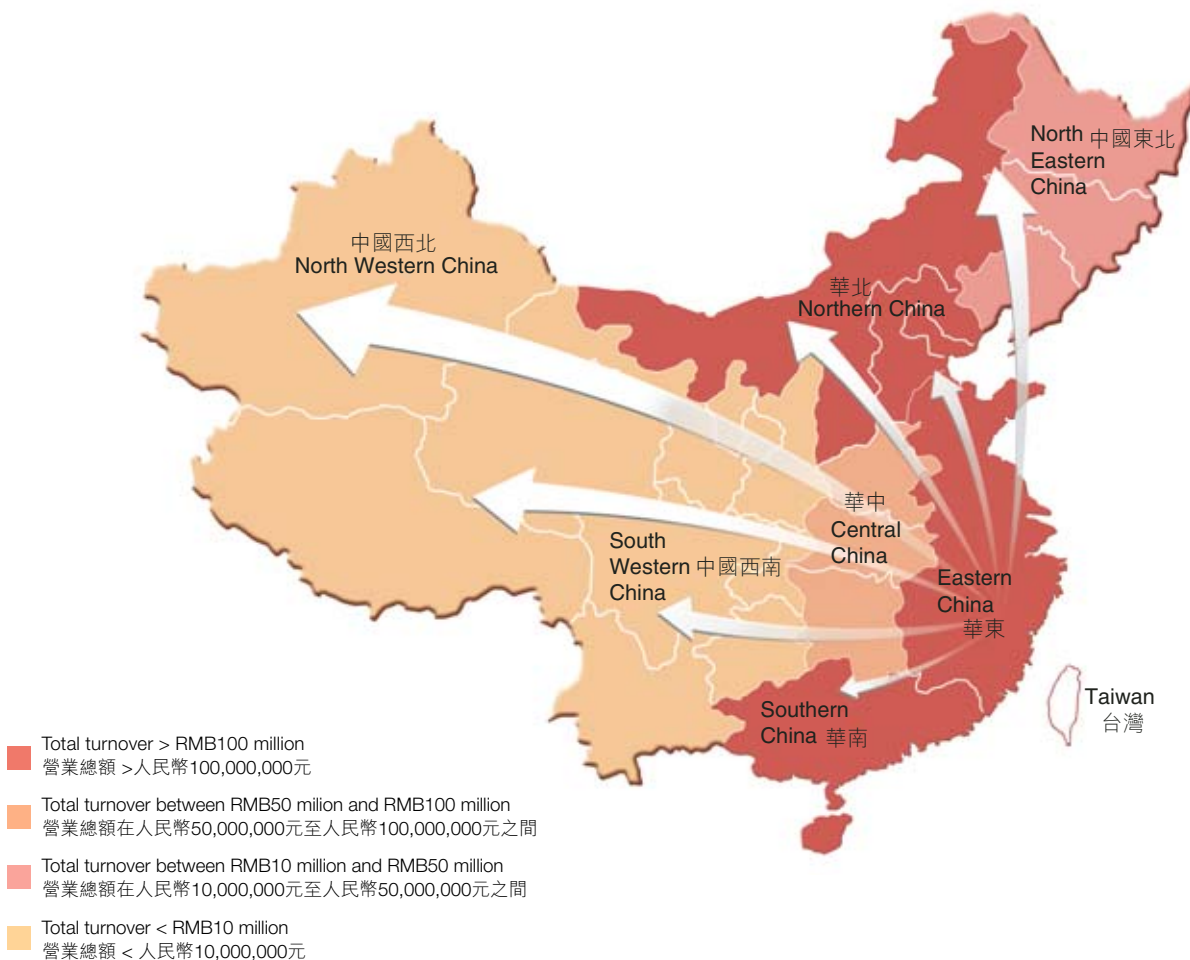 North 中國東北
Eastern
China
中國西北
North Western China
華北
Northern China
華中
Central
China
South
Western 中國西南
China
Eastern
China
華東
Southern
China 華南
Taiwan
台灣
Total turnover > RMB100 million
營業總額 >人民幣100,000,000元
Total turnover between RMB50 milion and RMB100 million
營業總額在人民幣50,000,000元至人民幣100,000,000元之間
Total turnover between RMB10 million and RMB50 million
營業總額在人民幣10,000,000元至人民幣50,000,000元之間
Total turnover < RMB10 million
營業總額 < 人民幣10,000,000元